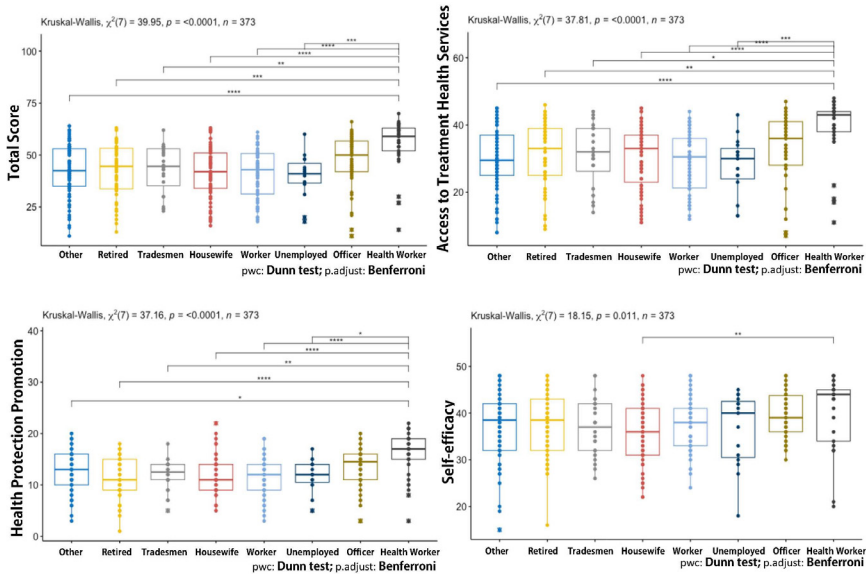 Kruskal-Wallis, χ²(7) = 39.95, p = <0.0001, n = 373
Total Score
100
75
50
25
***
****
****
**
***
****
Other Retired Tradesmen Housewife Worker Unemployed Officer Health Worker
pwc: Dunn test; p.adjust: Benferroni
Kruskal-Wallis, χ²(7) = 37.81, p = <0.0001, n = 373
Access to Treatment Health Services
60
40
20
***
****
****
*
**
****
Other Retired Tradesmen Housewife Worker Unemployed Officer Health Worker
pwc: Dunn test; p.adjust: Benferroni
Kruskal-Wallis, χ²(7) = 37.16, p = <0.0001, n = 373
Health Protection Promotion
40
30
20
10
0
*
****
****
**
****
*
Other Retired Tradesmen Housewife Worker Unemployed Officer Health Worker
pwc: Dunn test; p.adjust: Benferroni
Kruskal-Wallis, χ²(7) = 18.15, p = 0.011, n = 373
Self-efficacy
50
40
30
20
**
Other Retired Tradesmen Housewife Worker Unemployed Officer Health Worker
pwc: Dunn test; p.adjust: Benferroni